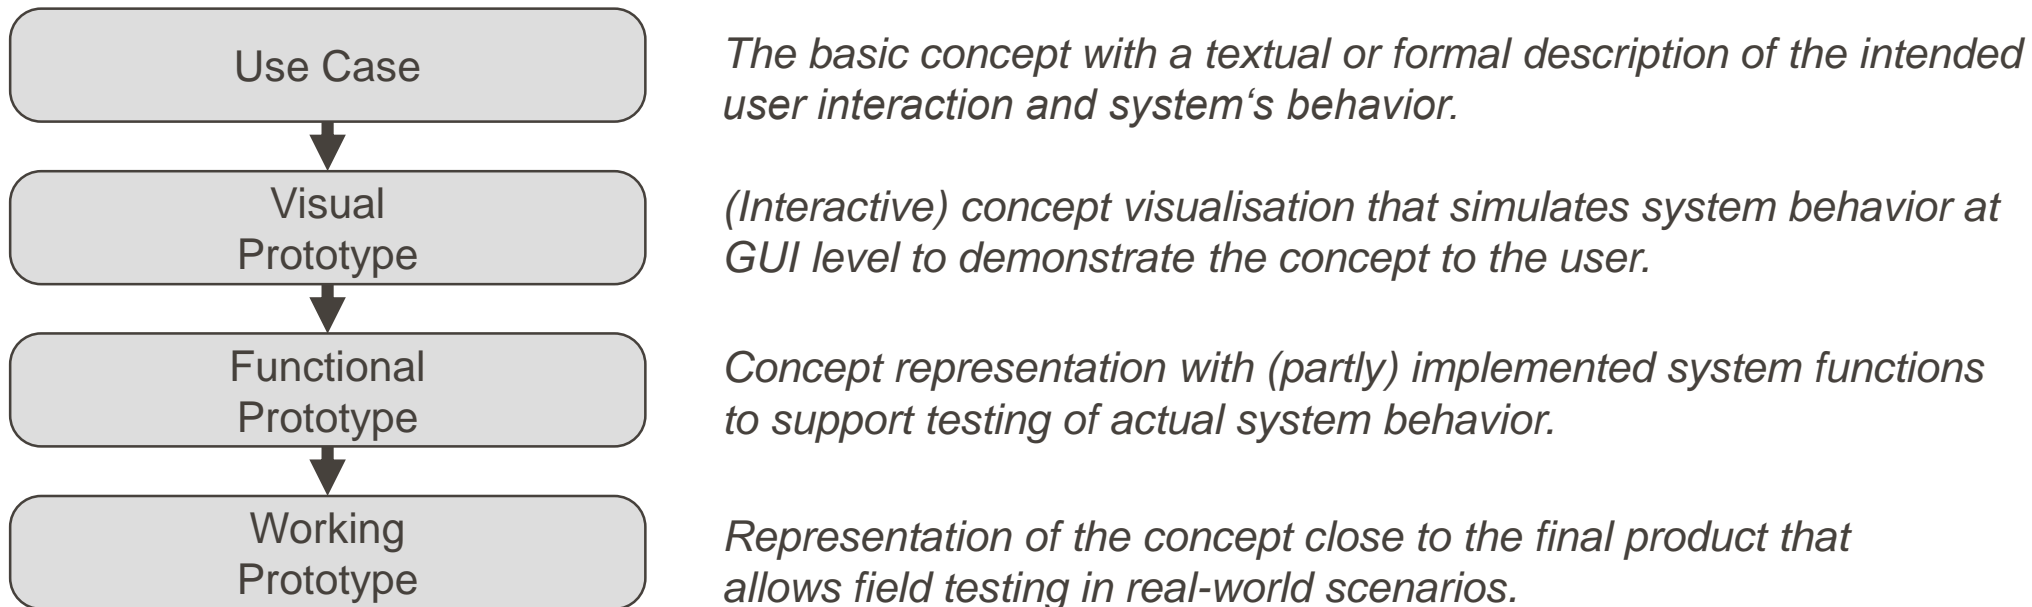 Use Case
The basic concept with a textual or formal description of the intended
user interaction and system‘s behavior.
Visual
Prototype
(Interactive) concept visualisation that simulates system behavior at
GUI level to demonstrate the concept to the user.
Functional
Prototype
Concept representation with (partly) implemented system functions
to support testing of actual system behavior.
Working
Prototype
Representation of the concept close to the final product that
allows field testing in real-world scenarios.